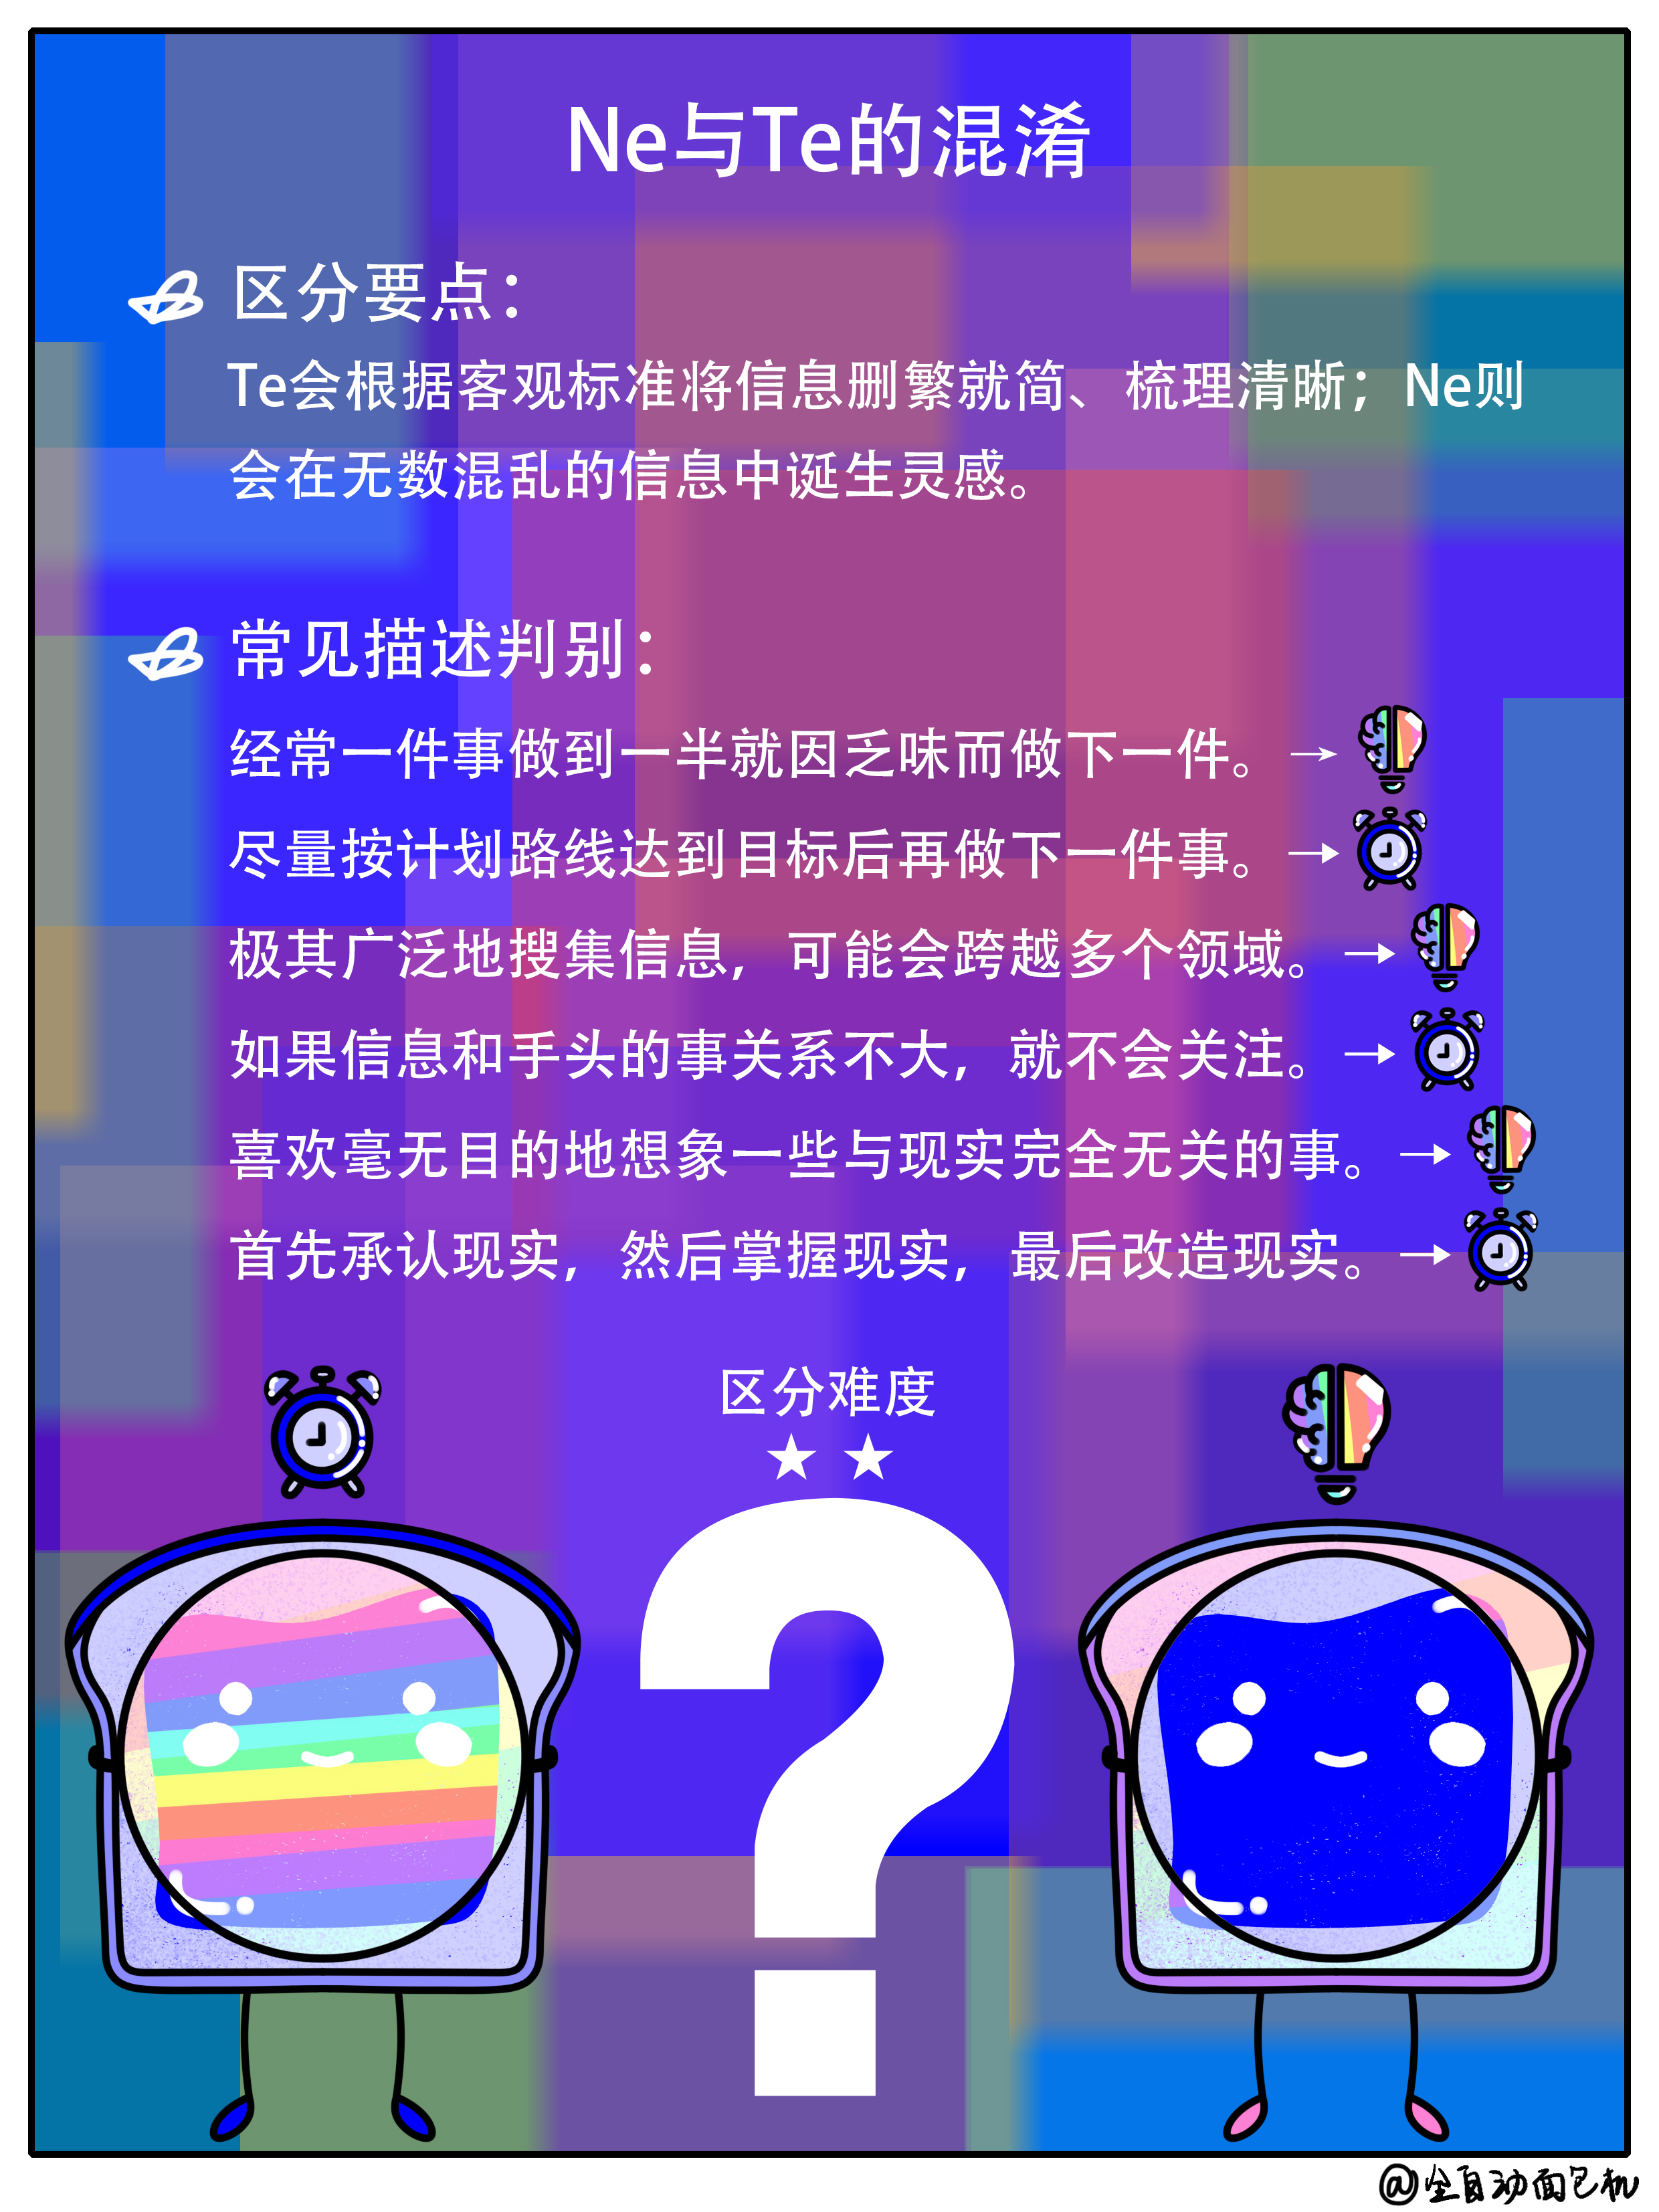 Ne与Te的混淆
区分要点：
Te会根据客观标准将信息删繁就简、梳理清晰；Ne则
会在无数混乱的信息中诞生灵感。
常见描述判别：
经常一件事做到一半就因乏味而做下一件。→
尽量按计划路线达到目标后再做下一件事。→
极其广泛地搜集信息，可能会跨越多个领域。→
如果信息和手头的事关系不大，就不会关注。→
喜欢毫无目的地想象一些与现实完全无关的事。→
首先承认现实，然后掌握现实，最后改造现实。→
区分难度
★ ★
?
@全自动面包机